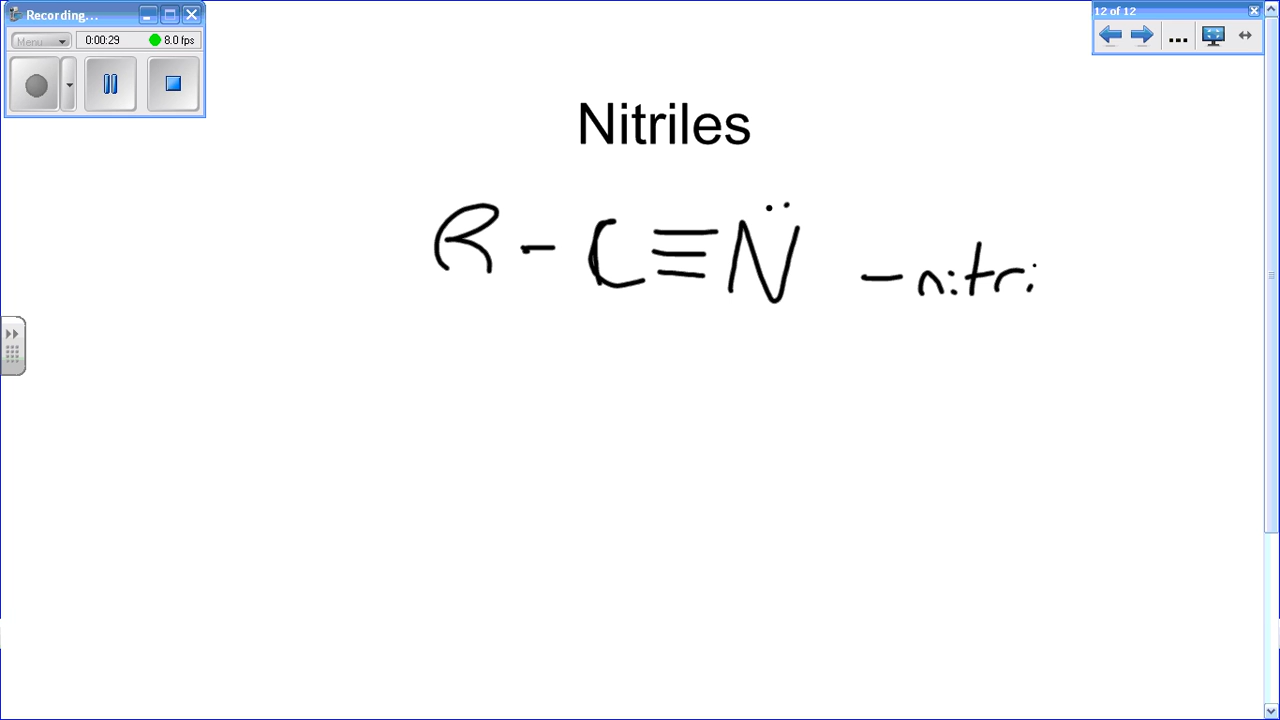 Recording...
12 of 12
Menu
0:00:29
8.0 fps
...
Nitriles
R - C ≡ N̈ - nitri